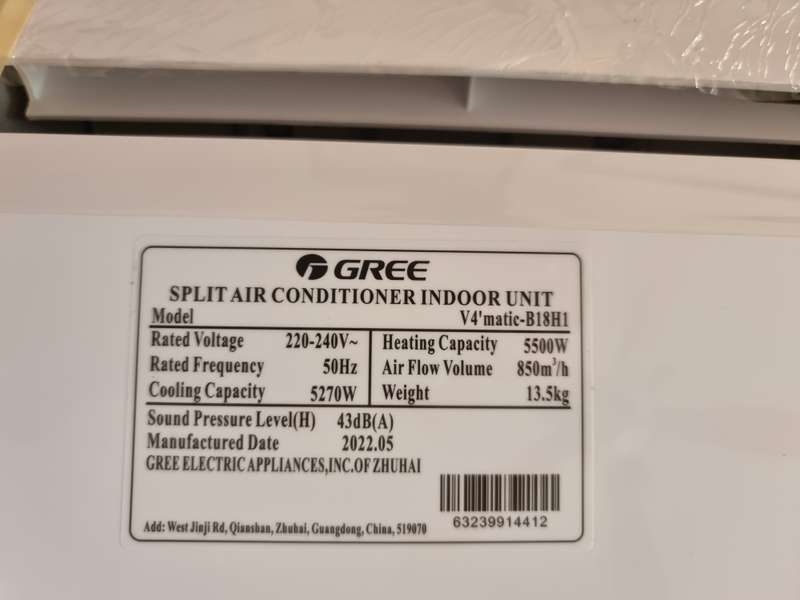 GREE
SPLIT AIR CONDITIONER INDOOR UNIT
Model V4'matic-B18H1
Rated Voltage 220-240V~
Rated Frequency 50Hz
Cooling Capacity 5270W
Heating Capacity 5500W
Air Flow Volume 850m³/h
Weight 13.5kg
Sound Pressure Level(H) 43dB(A)
Manufactured Date 2022.05
GREE ELECTRIC APPLIANCES,INC.OF ZHUHAI
63239914412
Add: West Jinji Rd, Qianshan, Zhuhai, Guangdong, China, 519070